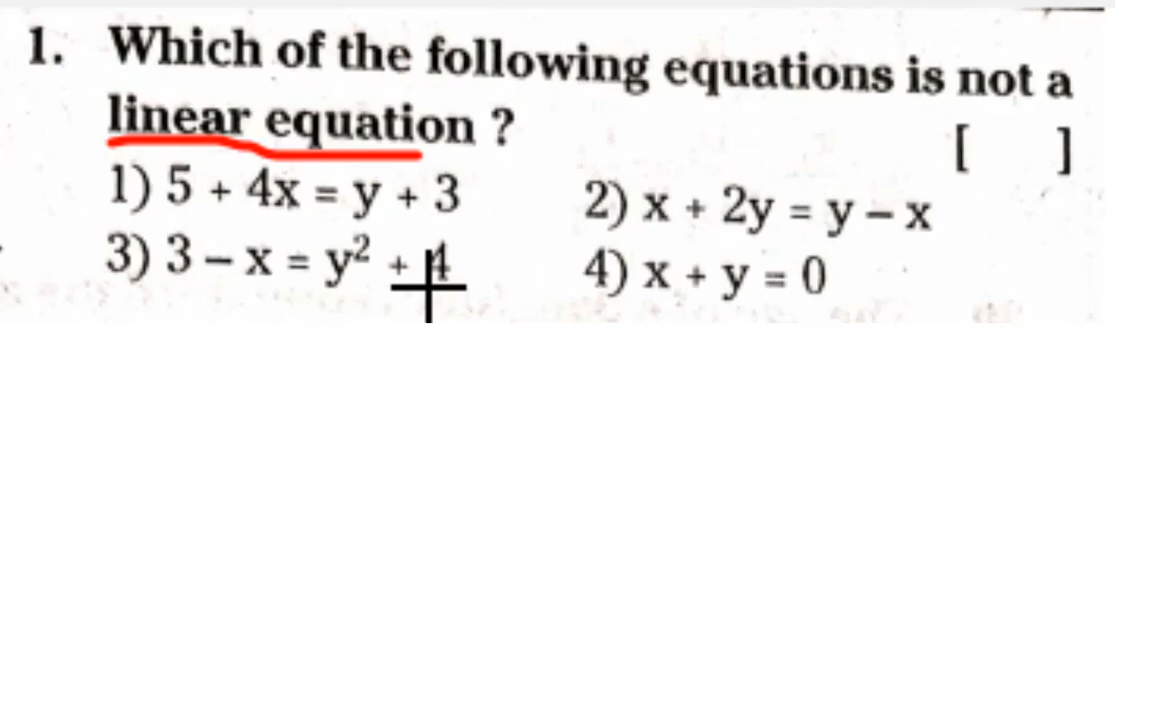 1. Which of the following equations is not a
linear equation ?
[ ]
1) 5 + 4x = y + 3
2) x + 2y = y – x
3) 3 – x = y² + 4
4) x + y = 0